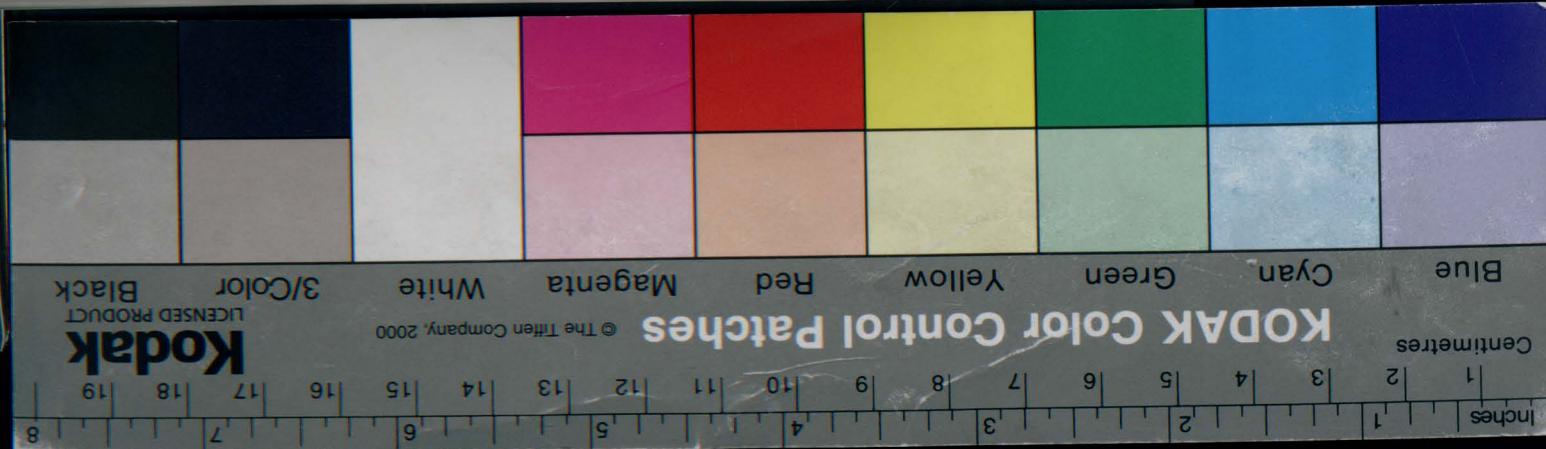 Inches 1 2 3 4 5 6 7 8
Centimetres 1 2 3 4 5 6 7 8 9 10 11 12 13 14 15 16 17 18 19
KODAK Color Control Patches © The Tiffen Company, 2000 Kodak
LICENSED PRODUCT
Blue Cyan Green Yellow Red Magenta White 3/Color Black